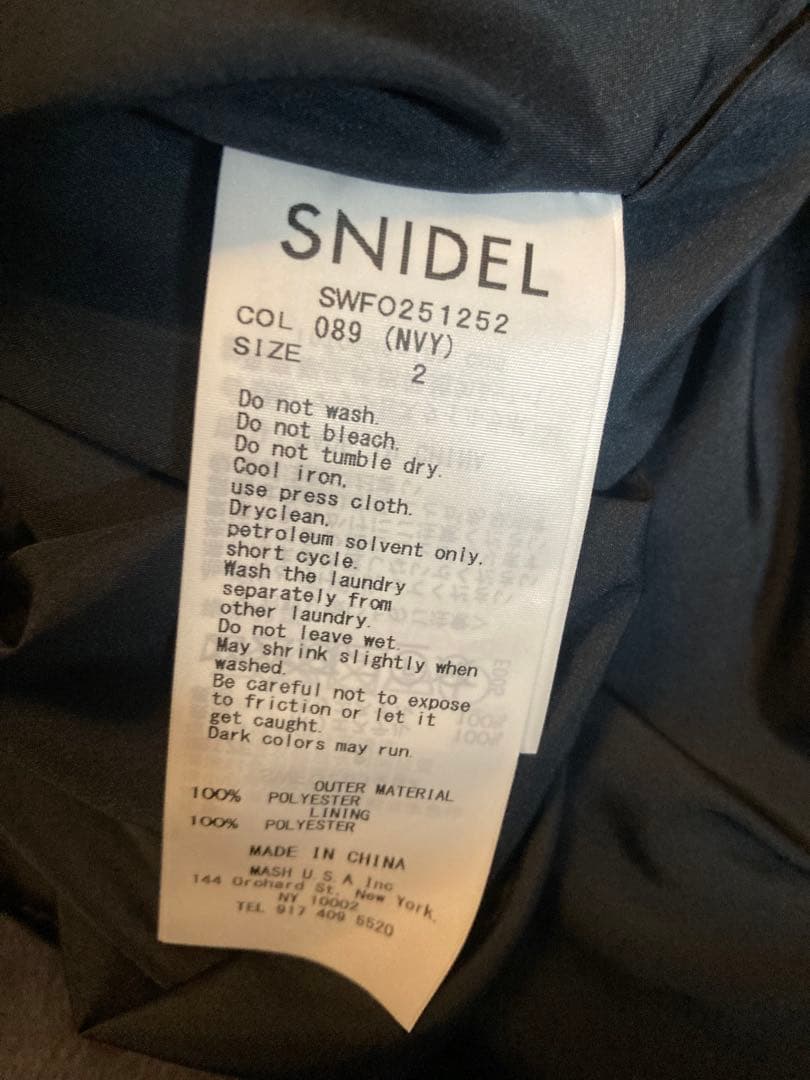 SNIDEL
SWFO251252
COL 089 (NVY)
SIZE 2
Do not wash.
Do not bleach.
Do not tumble dry.
Cool iron,
use press cloth.
Dryclean,
petroleum solvent only,
short cycle.
Wash the laundry
separately from
other laundry.
Do not leave wet.
May shrink slightly when
washed.
Be careful not to expose
to friction or let it
get caught.
Dark colors may run.
OUTER MATERIAL
100% POLYESTER
LINING
100% POLYESTER
MADE IN CHINA
MASH U S A Inc
144 Orchard St, New York,
NY 10002
TEL 917 409 5520